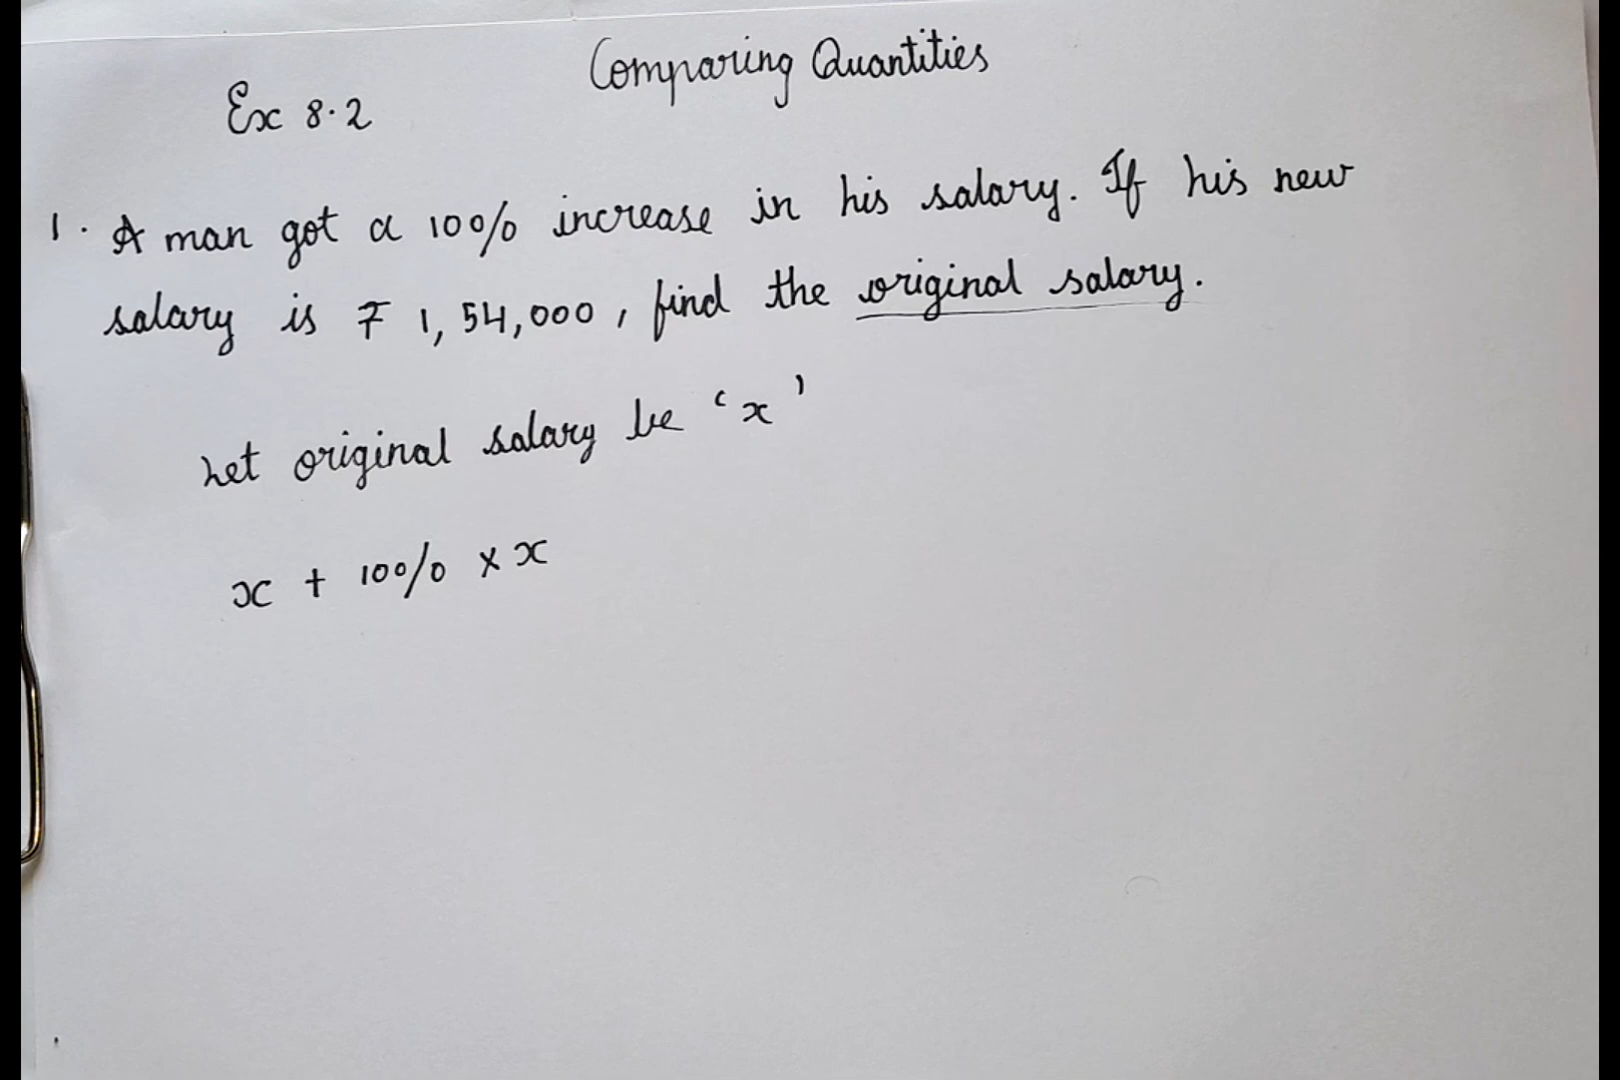 Comparing Quantities
Ex 8.2
1. A man got a 10% increase in his salary. If his new
salary is ₹ 1,54,000, find the original salary.
Let original salary be ‘x’
x + 10% × x